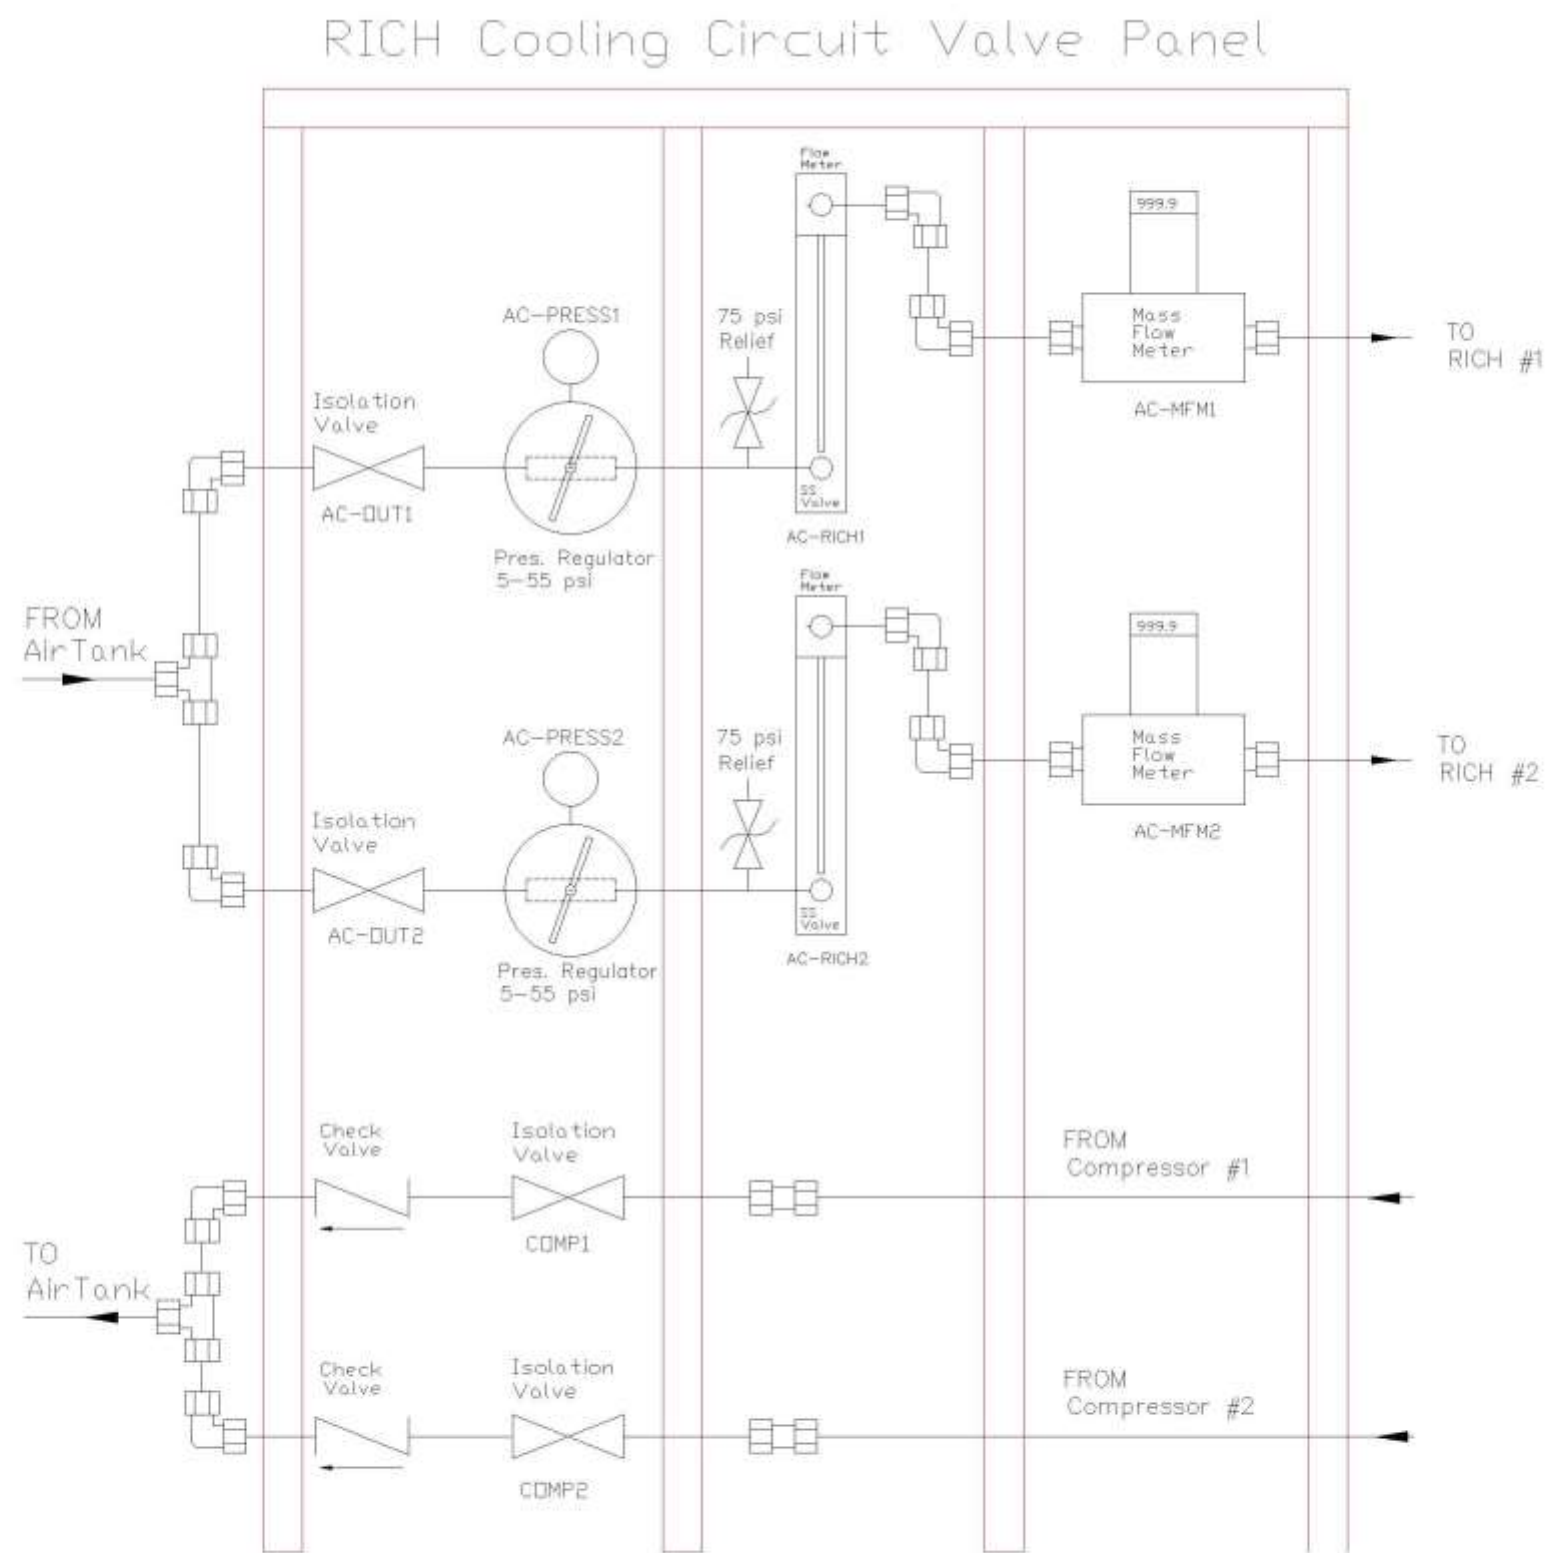 RICH Cooling Circuit Valve Panel
Flow
Meter
999.9
AC-PRESS1
75 psi
Relief
Mass
Flow
Meter
TO
RICH #1
Isolation
Valve
AC-MFM1
AC-OUT1
SS
Valve
AC-RICH1
Pres. Regulator
5-55 psi
Flow
Meter
FROM
AirTank
999.9
AC-PRESS2
75 psi
Relief
Mass
Flow
Meter
TO
RICH #2
Isolation
Valve
AC-MFM2
AC-OUT2
SS
Valve
AC-RICH2
Pres. Regulator
5-55 psi
Check
Valve
Isolation
Valve
FROM
Compressor #1
COMP1
TO
AirTank
Check
Valve
Isolation
Valve
FROM
Compressor #2
COMP2